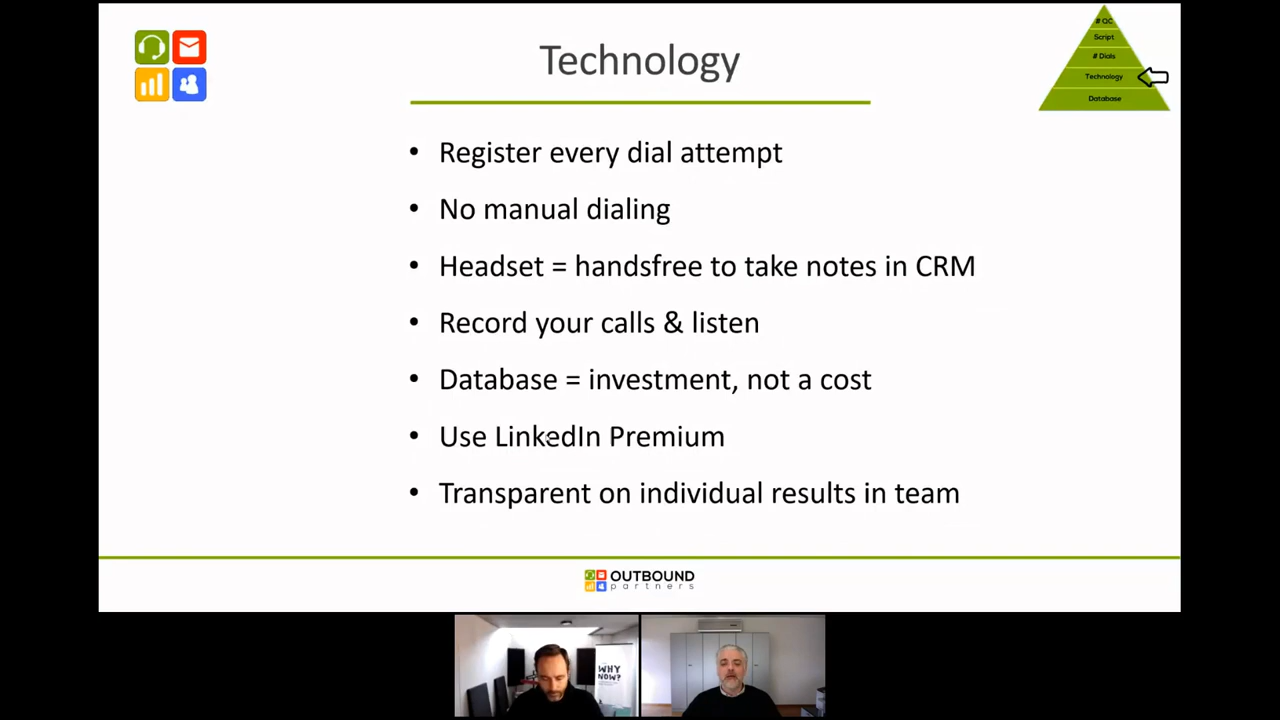 Technology
# QC
Script
# Dials
Technology
Database
• Register every dial attempt
• No manual dialing
• Headset = handsfree to take notes in CRM
• Record your calls & listen
• Database = investment, not a cost
• Use LinkedIn Premium
• Transparent on individual results in team
OUTBOUND
partners
WHY
NOW?